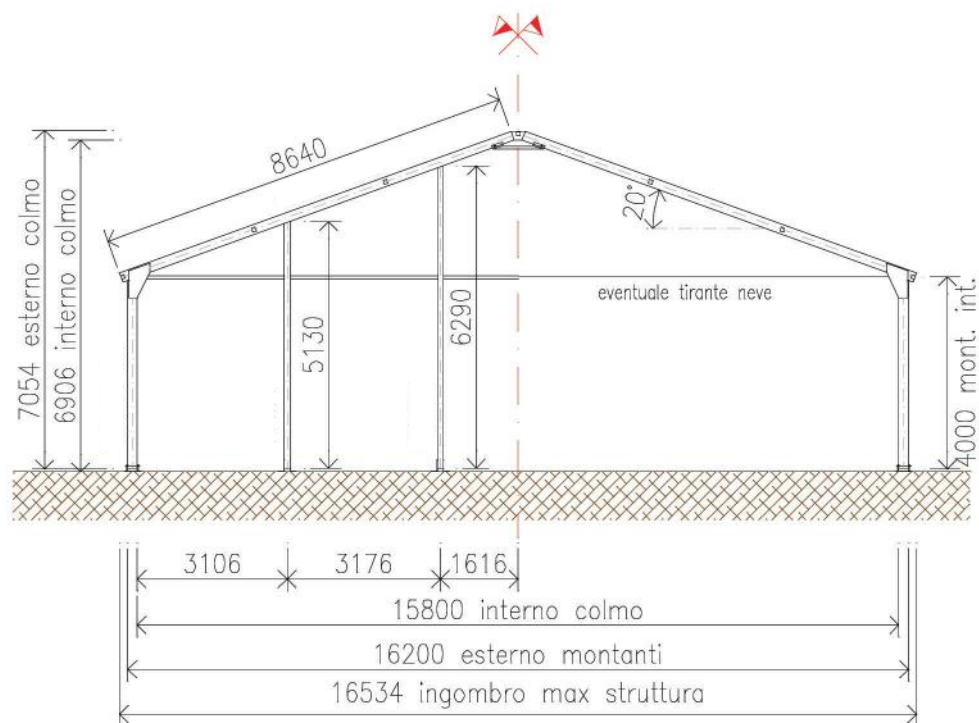 8640
20°
7054 esterno colmo
6906 interno colmo
5130
6290
eventuale tirante neve
4000 mont. int.
3106
3176
1616
15800 interno colmo
16200 esterno montanti
16534 ingombro max struttura